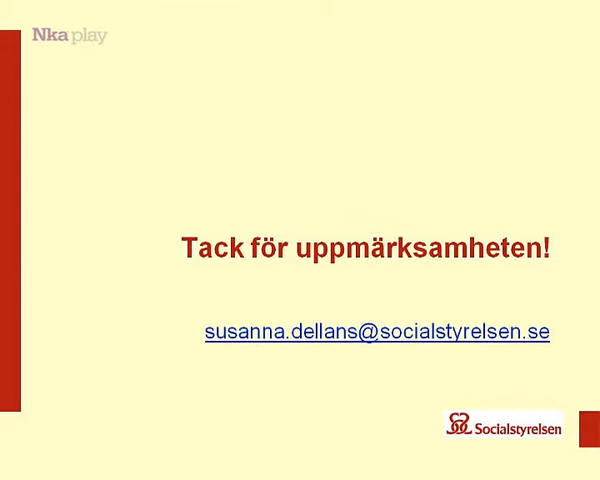 Nka play
Tack för uppmärksamheten!
susanna.dellans@socialstyrelsen.se
Socialstyrelsen